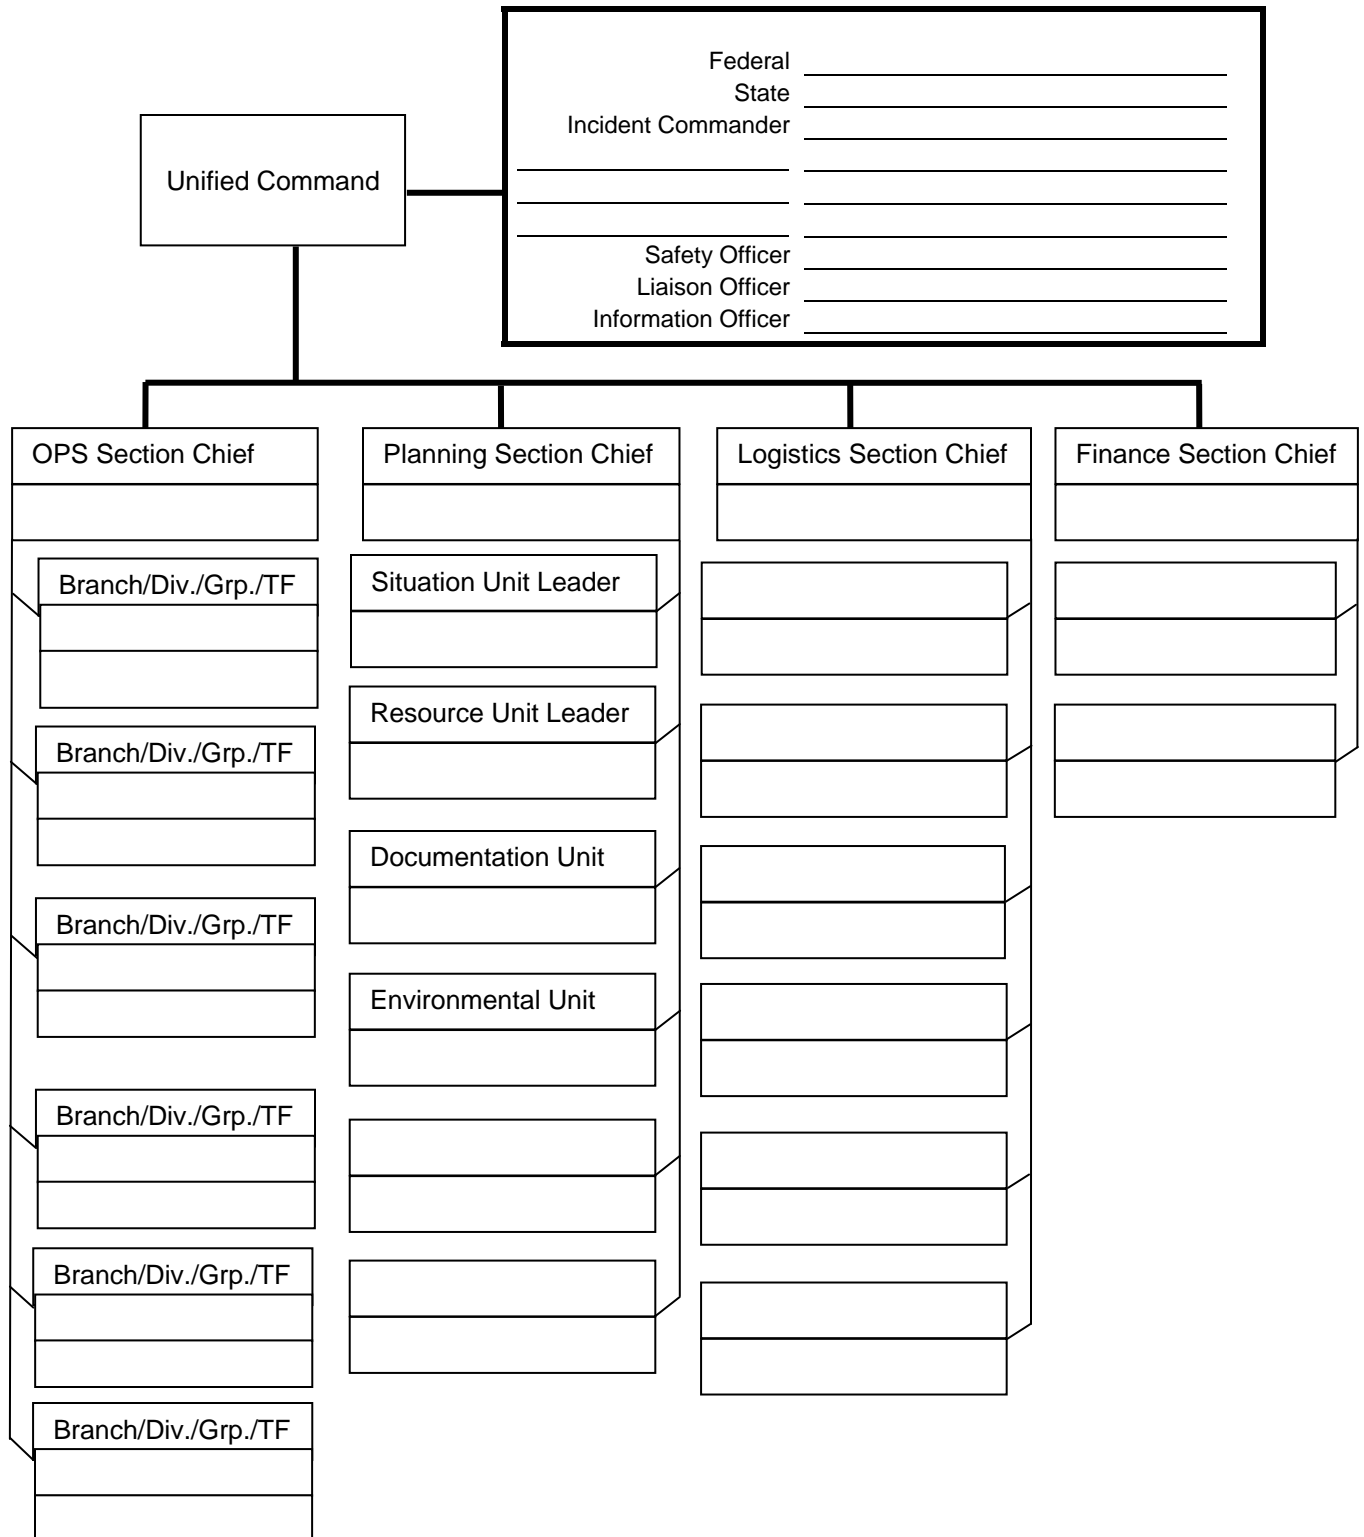 Federal
State
Incident Commander
Unified Command
Safety Officer
Liaison Officer
Information Officer
OPS Section Chief
Planning Section Chief
Logistics Section Chief
Finance Section Chief
Branch/Div./Grp./TF
Situation Unit Leader
Resource Unit Leader
Branch/Div./Grp./TF
Documentation Unit
Branch/Div./Grp./TF
Environmental Unit
Branch/Div./Grp./TF
Branch/Div./Grp./TF
Branch/Div./Grp./TF